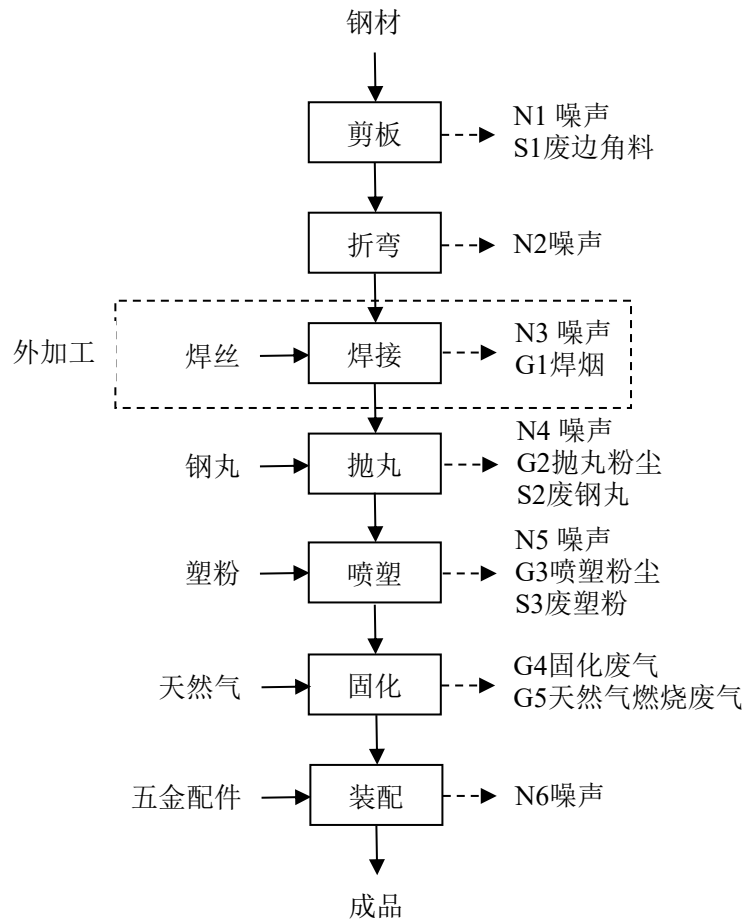 钢材
剪板
N1 噪声
S1废边角料
折弯
N2噪声
外加工
焊丝
焊接
N3 噪声
G1焊烟
钢丸
抛丸
N4 噪声
G2抛丸粉尘
S2废钢丸
塑粉
喷塑
N5 噪声
G3喷塑粉尘
S3废塑粉
天然气
固化
G4固化废气
G5天然气燃烧废气
五金配件
装配
N6噪声
成品